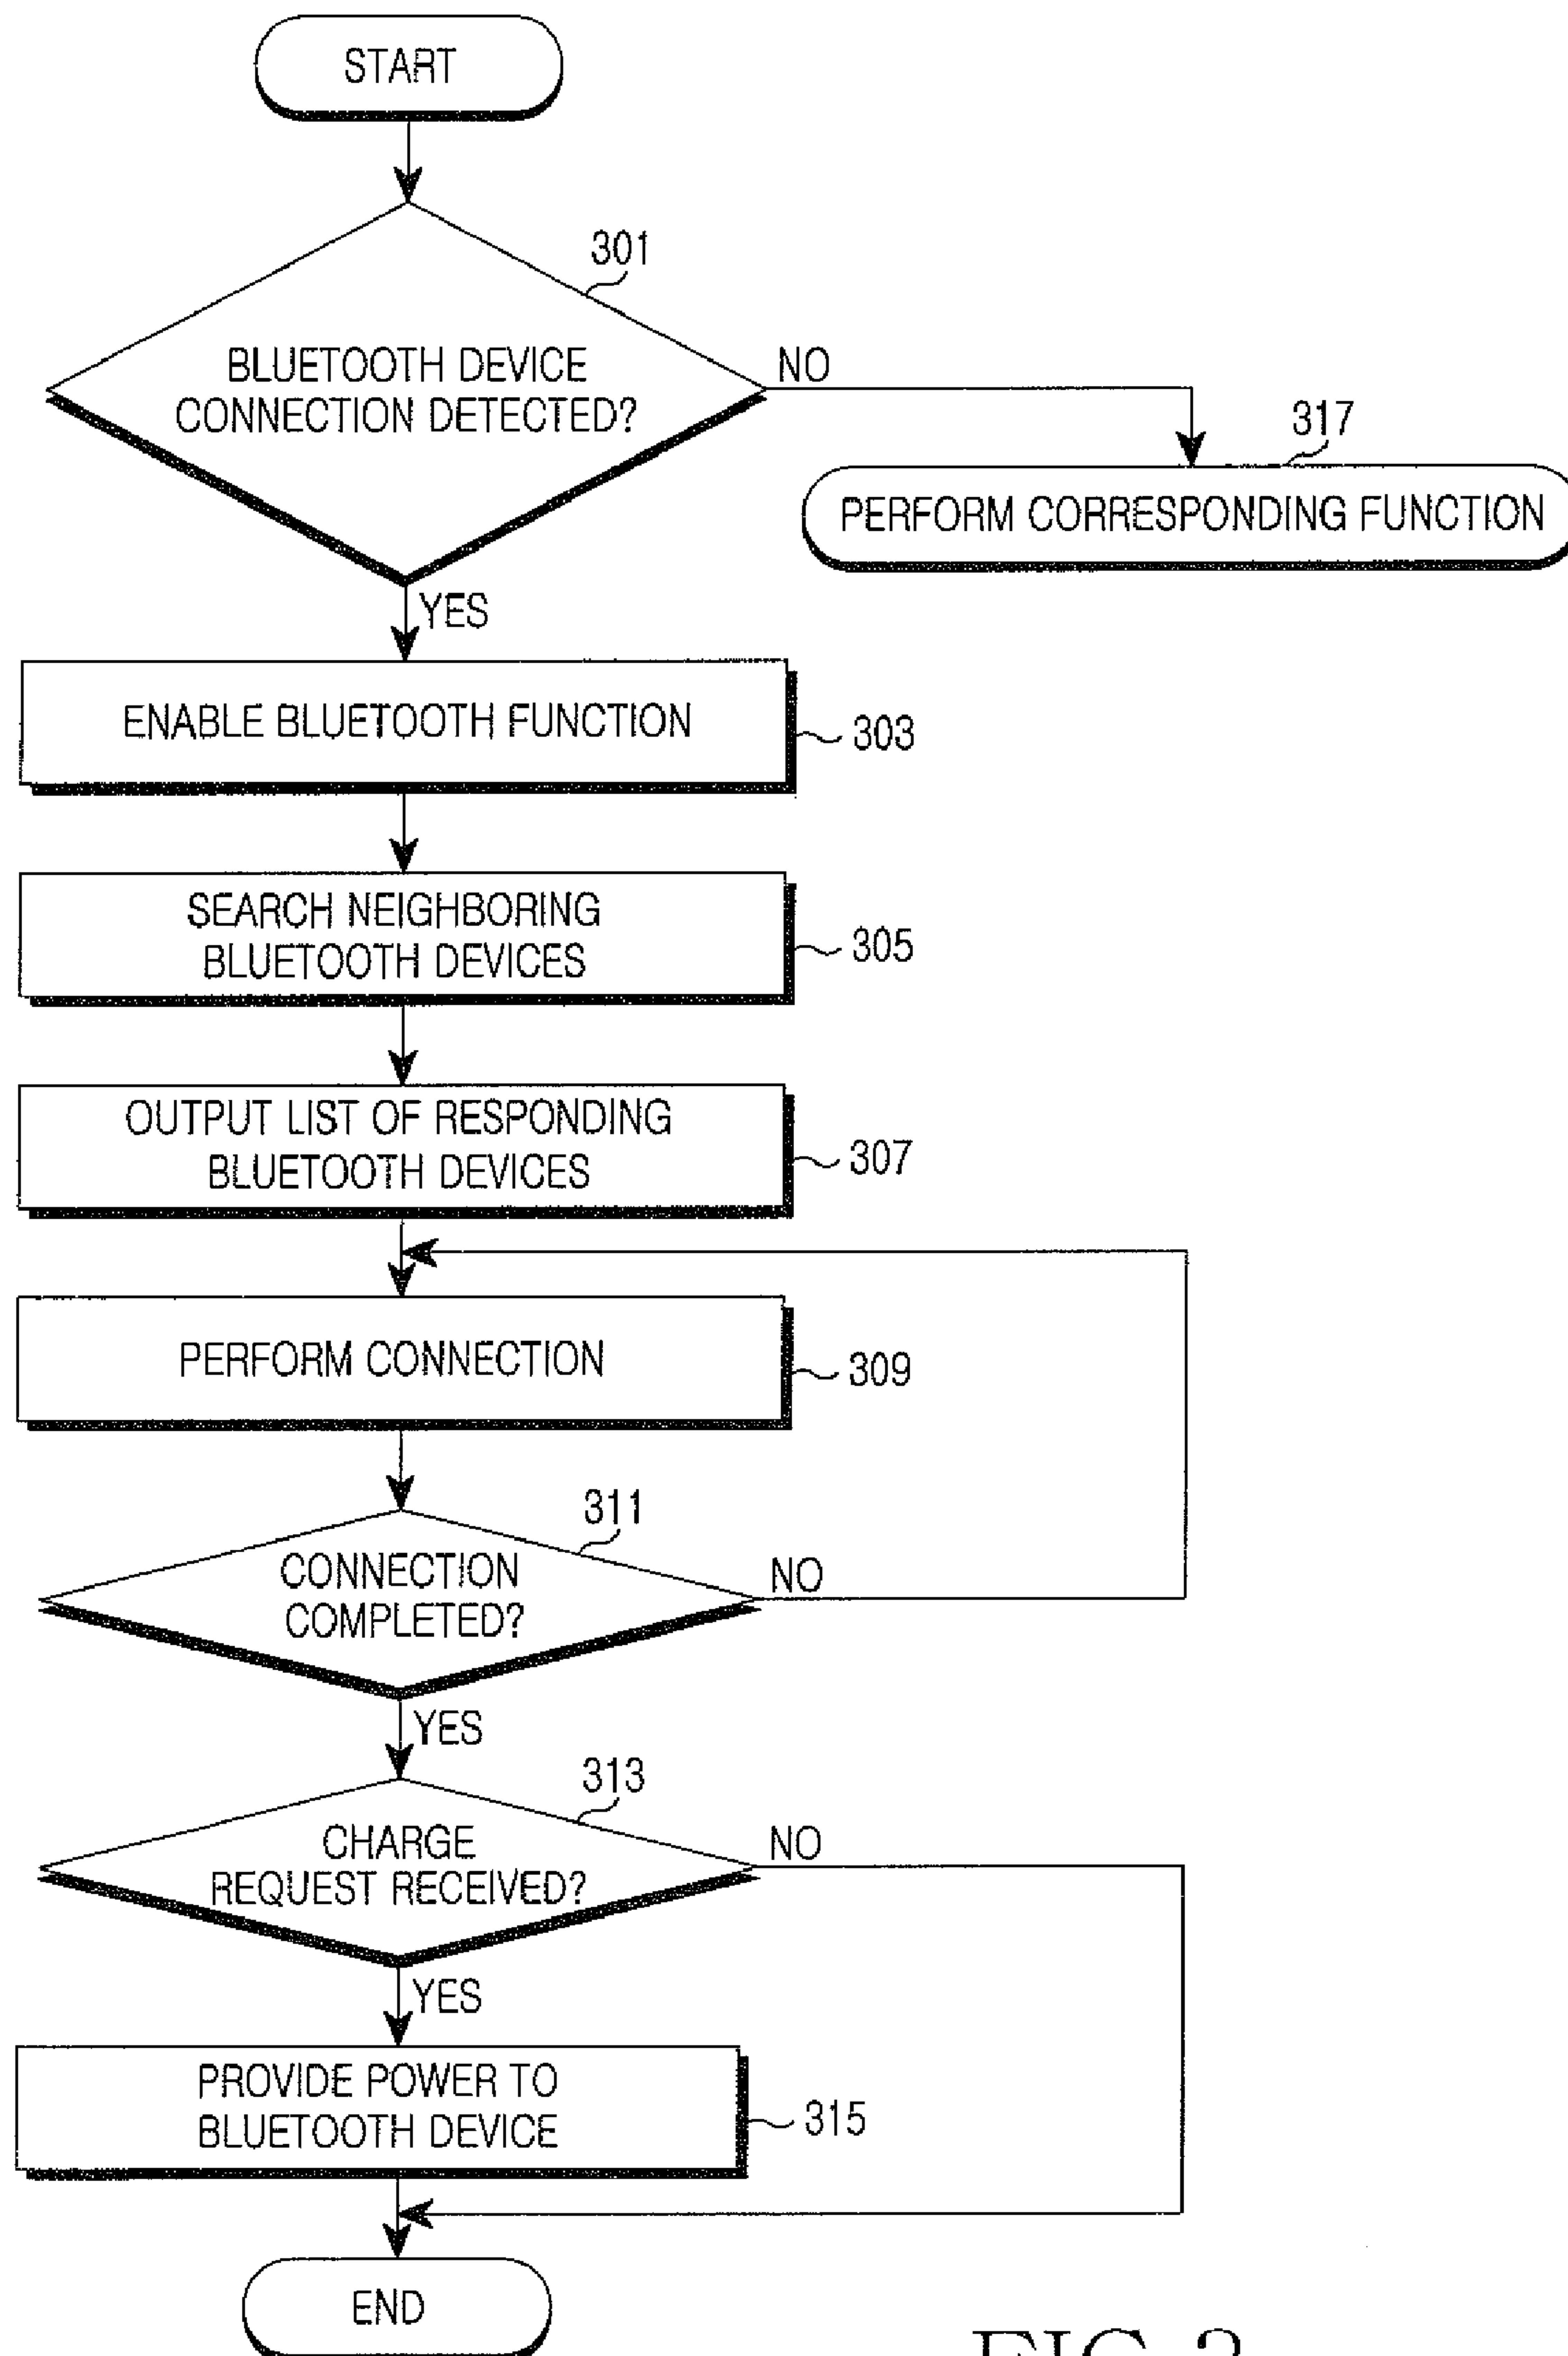 START
301
BLUETOOTH DEVICE
CONNECTION DETECTED?
NO
317
PERFORM CORRESPONDING FUNCTION
YES
ENABLE BLUETOOTH FUNCTION
303
SEARCH NEIGHBORING
BLUETOOTH DEVICES
305
OUTPUT LIST OF RESPONDING
BLUETOOTH DEVICES
307
PERFORM CONNECTION
309
311
CONNECTION
COMPLETED?
NO
YES
313
CHARGE
REQUEST RECEIVED?
NO
YES
PROVIDE POWER TO
BLUETOOTH DEVICE
315
END